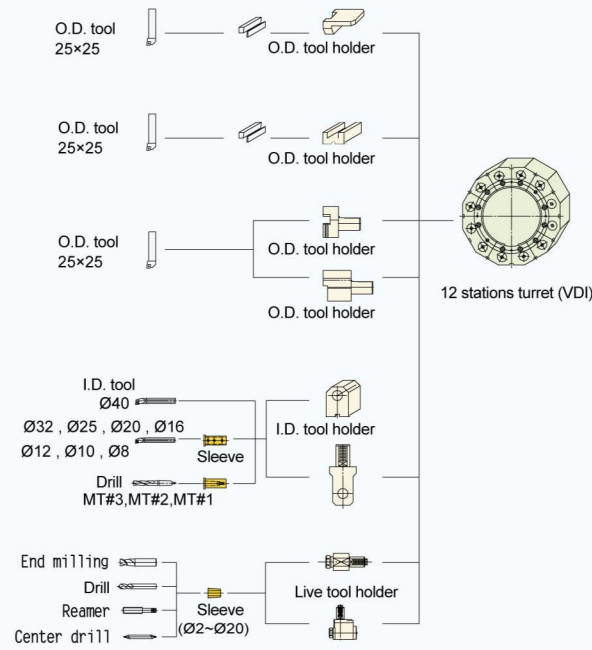 O.D. tool
25×25
O.D. tool holder
O.D. tool
25×25
O.D. tool holder
O.D. tool
25×25
O.D. tool holder
O.D. tool holder
12 stations turret (VDI)
I.D. tool
Ø40
Ø32 , Ø25 , Ø20 , Ø16
Ø12 , Ø10 , Ø8
Sleeve
I.D. tool holder
Drill
MT#3,MT#2,MT#1
End milling
Drill
Reamer
Center drill
Sleeve
(Ø2~Ø20)
Live tool holder